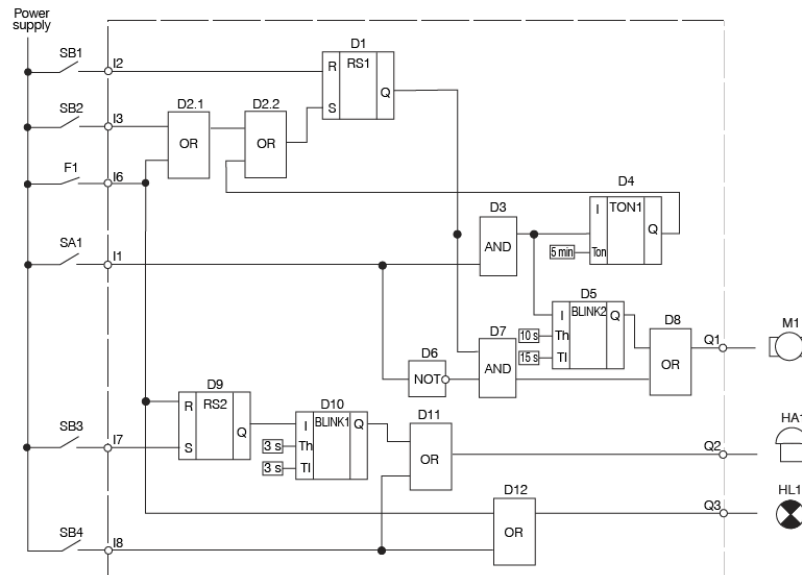 Power
supply
SB1
I2
D1
R
RS1
Q
S
SB2
I3
D2.1
OR
D2.2
OR
F1
I6
D4
I
TON1
Q
5 min
Ton
D3
AND
SA1
I1
D5
I
BLINK2
Q
10 s
Th
15 s
Tl
D8
OR
Q1
M1
D7
AND
D6
NOT
D9
R
RS2
Q
S
D10
I
BLINK1
Q
3 s
Th
3 s
Tl
D11
OR
HA1
SB3
I7
Q2
D12
OR
Q3
HL1
SB4
I8